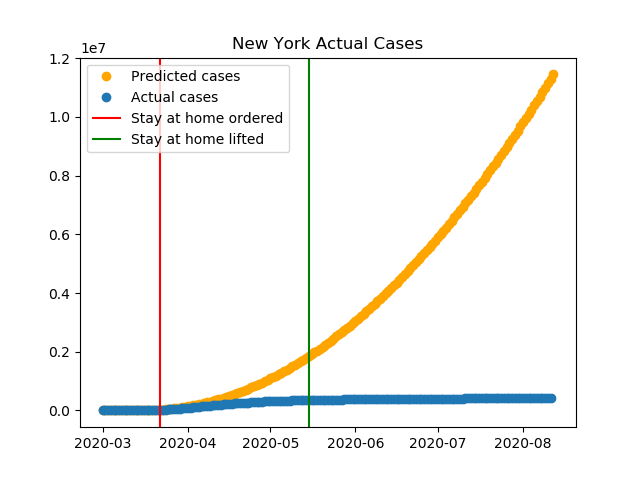 New York Actual Cases
1e7
Predicted cases
Actual cases
Stay at home ordered
Stay at home lifted
1.2
1.0
0.8
0.6
0.4
0.2
0.0
2020-03 2020-04 2020-05 2020-06 2020-07 2020-08